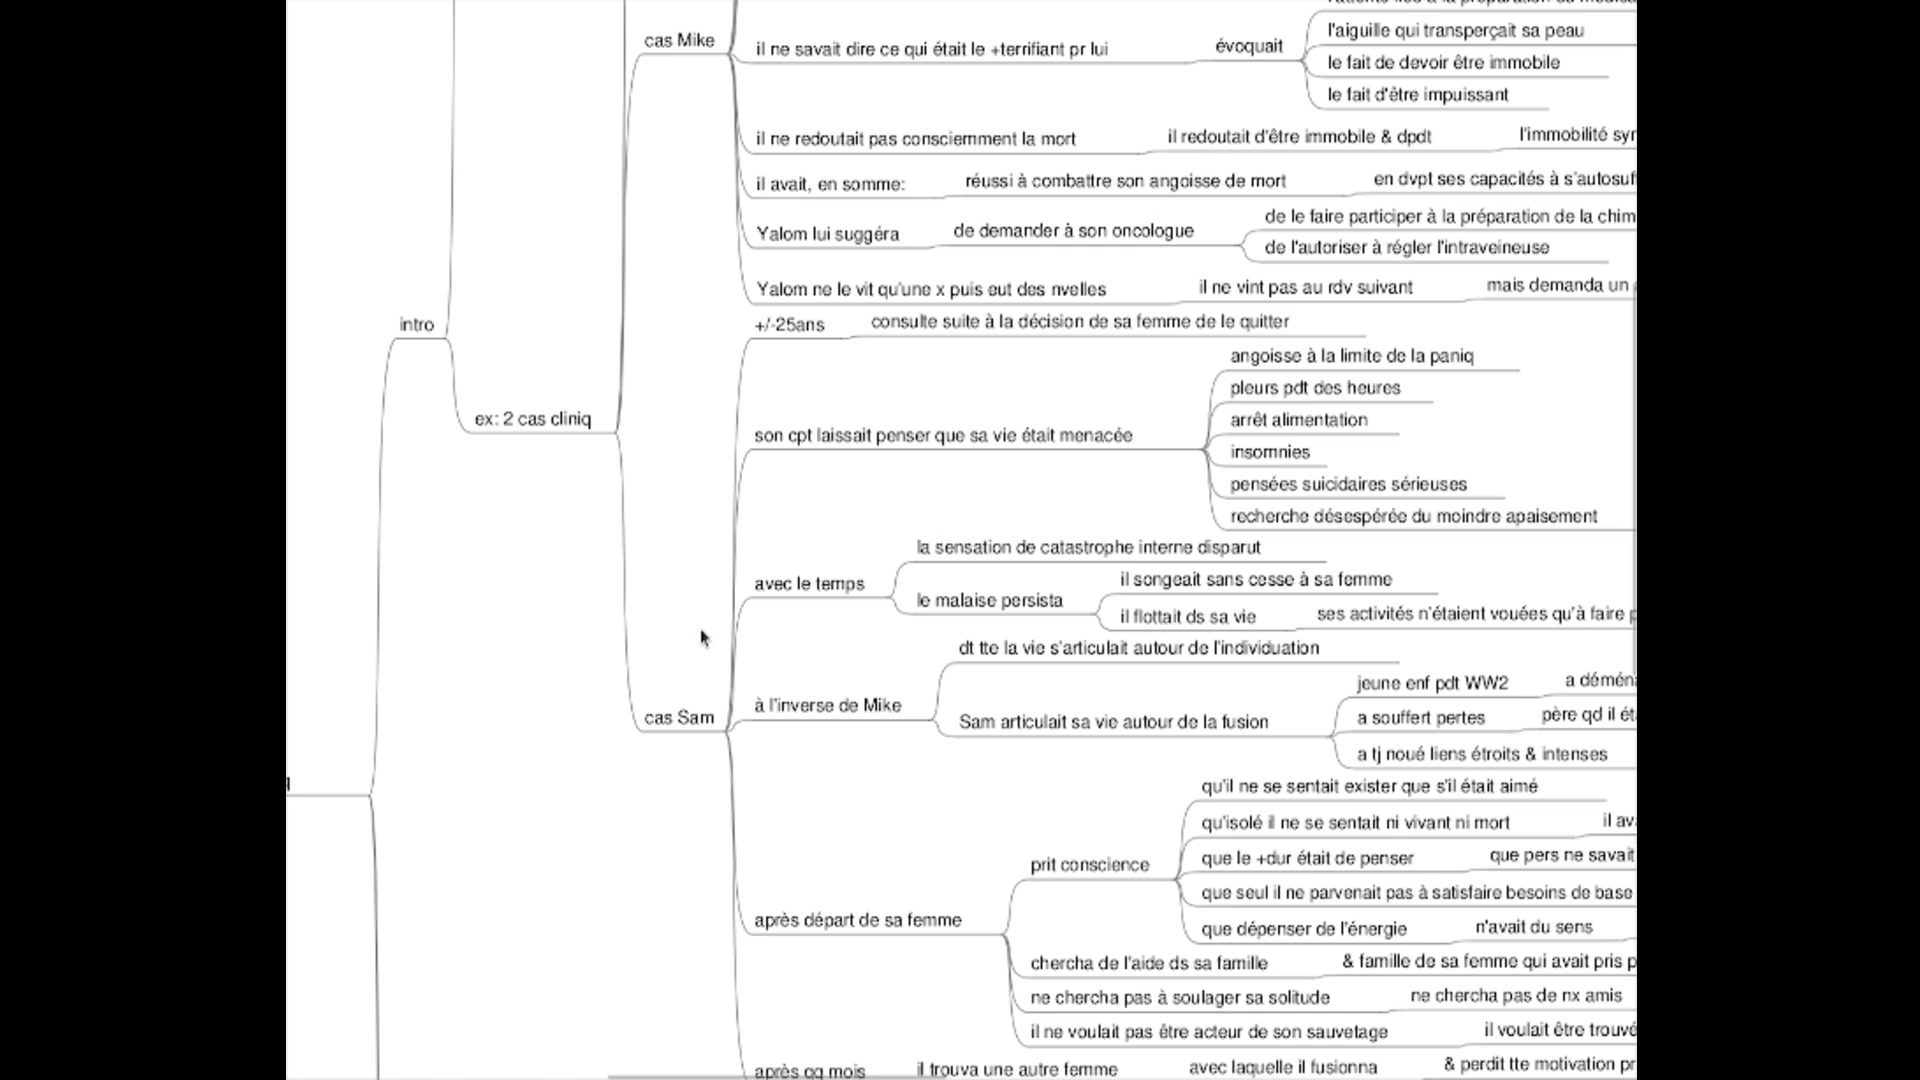 cas Mike
il ne savait dire ce qui était le +terrifiant pr lui
évoquait
l'aiguille qui transperçait sa peau
le fait de devoir être immobile
le fait d'être impuissant
il ne redoutait pas consciemment la mort
il redoutait d'être immobile & dpdt
l'immobilité
il avait, en somme:
réussi à combattre son angoisse de mort
en dvpt ses capacités à
Yalom lui suggéra
de demander à son oncologue
de le faire participer à la préparation de la
de l'autoriser à régler l'intraveineuse
Yalom ne le vit qu'une x puis eut des nvelles
il ne vint pas au rdv suivant
mais demanda un
intro
ex: 2 cas cliniq
+/-25ans
consulte suite à la décision de sa femme de le quitter
son cpt laissait penser que sa vie était menacée
angoisse à la limite de la paniq
pleurs pdt des heures
arrêt alimentation
insomnies
pensées suicidaires sérieuses
recherche désespérée du moindre apaisement
avec le temps
la sensation de catastrophe interne disparut
le malaise persista
il songeait sans cesse à sa femme
il flottait ds sa vie
ses activités n'étaient vouées qu'à faire
cas Sam
à l'inverse de Mike
dt tte la vie s'articulait autour de l'individuation
Sam articulait sa vie autour de la fusion
jeune enf pdt WW2
a
a souffert pertes
père qd il
a tj noué liens étroits & intenses
après départ de sa femme
prit conscience
qu'il ne se sentait exister que s'il était aimé
qu'isolé il ne se sentait ni vivant ni mort
il
que le +dur était de penser
que pers ne savait
que seul il ne parvenait pas à satisfaire besoins de base
que dépenser de l'énergie
n'avait du sens
chercha de l'aide ds sa famille
& famille de sa femme qui avait pris
ne chercha pas à soulager sa solitude
ne chercha pas de nx amis
il ne voulait pas être acteur de son sauvetage
il voulait être trouvé
après qq mois
il trouva une autre femme
avec laquelle il fusionna
& perdit tte motivation